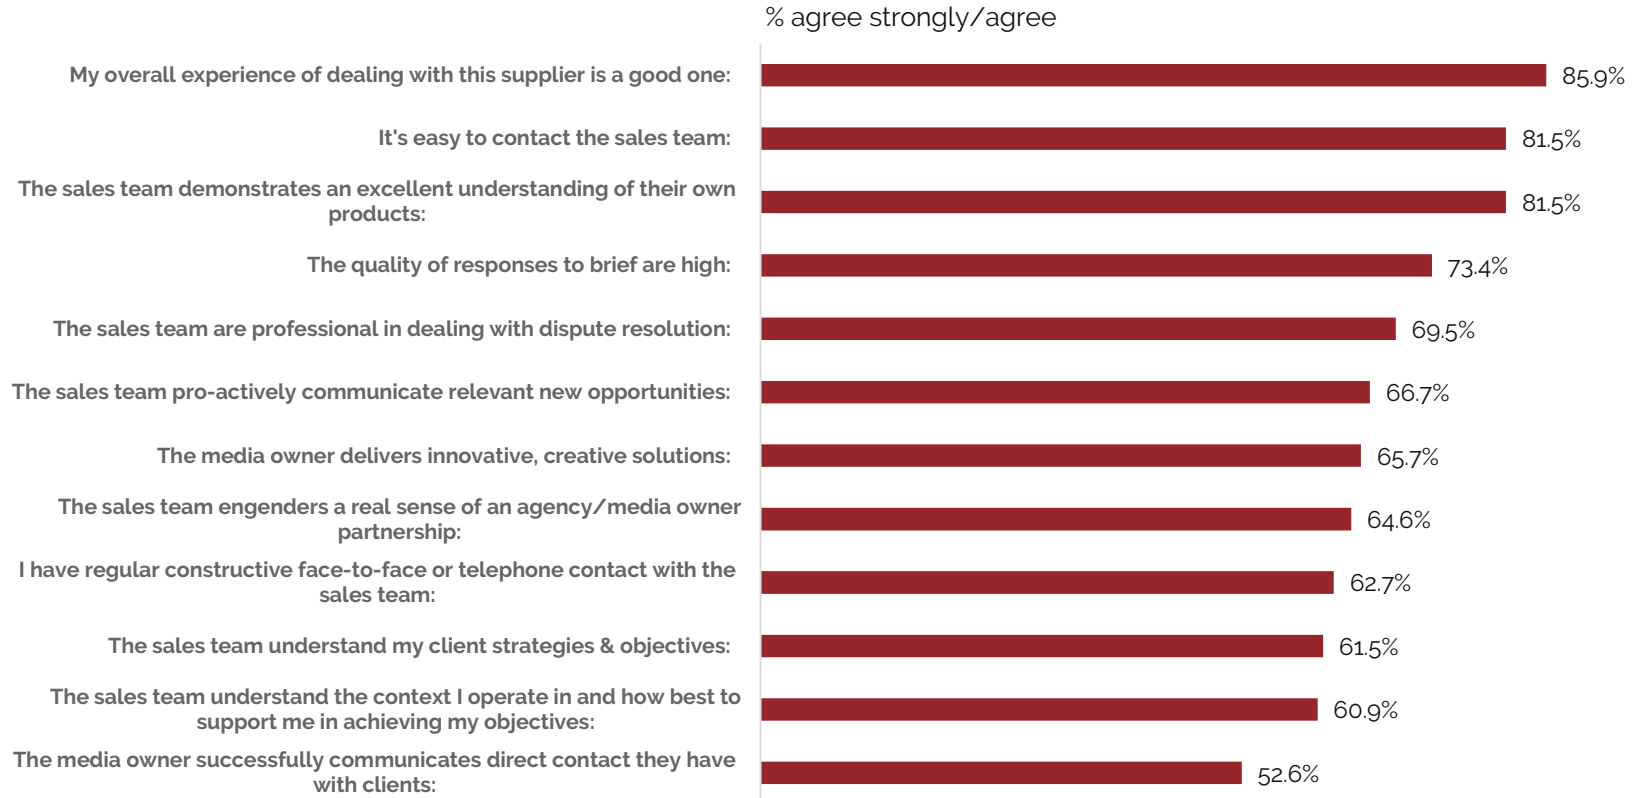 % agree strongly/agree
My overall experience of dealing with this supplier is a good one:
85.9%
It's easy to contact the sales team:
81.5%
The sales team demonstrates an excellent understanding of their own
products:
81.5%
The quality of responses to brief are high:
73.4%
The sales team are professional in dealing with dispute resolution:
69.5%
The sales team pro-actively communicate relevant new opportunities:
66.7%
The media owner delivers innovative, creative solutions:
65.7%
The sales team engenders a real sense of an agency/media owner
partnership:
64.6%
I have regular constructive face-to-face or telephone contact with the
sales team:
62.7%
The sales team understand my client strategies & objectives:
61.5%
The sales team understand the context I operate in and how best to
support me in achieving my objectives:
60.9%
The media owner successfully communicates direct contact they have
with clients:
52.6%